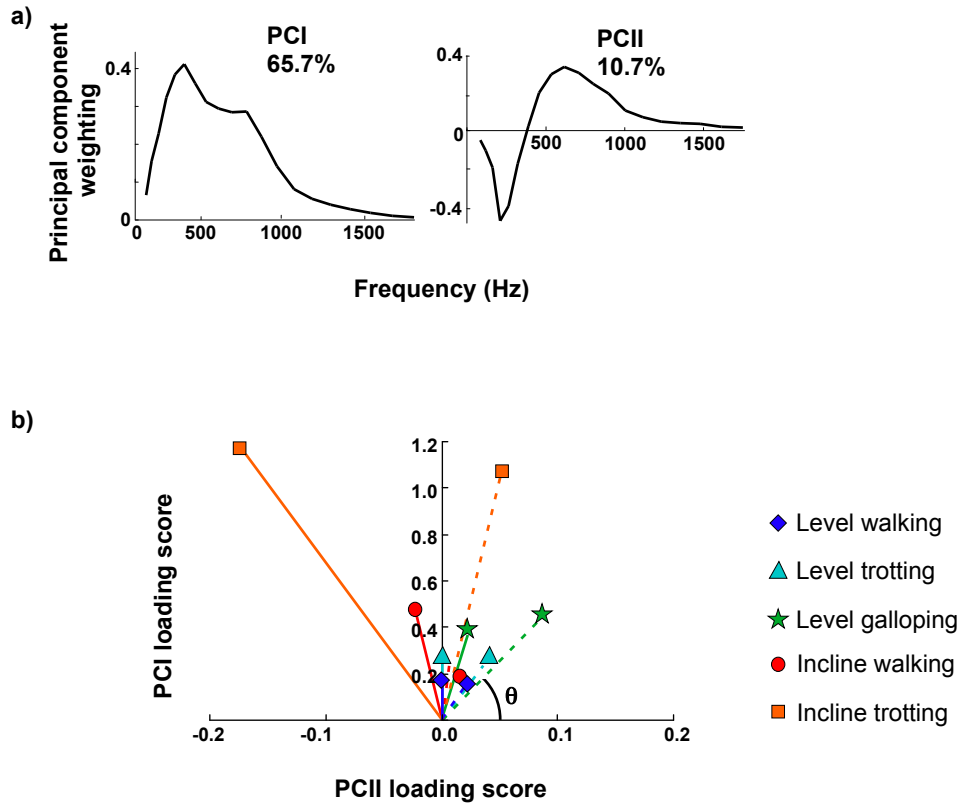 a)
PCI
65.7%
PCII
10.7%
Principal component
weighting
0.4
0
0
500
1000
1500
0.4
0
-0.4
500
1000
1500
Frequency (Hz)
b)
PCI loading score
1.2
1.0
0.8
0.6
0.4
0.2
θ
-0.2
-0.1
0.0
0.1
0.2
PCII loading score
Level walking
Level trotting
Level galloping
Incline walking
Incline trotting